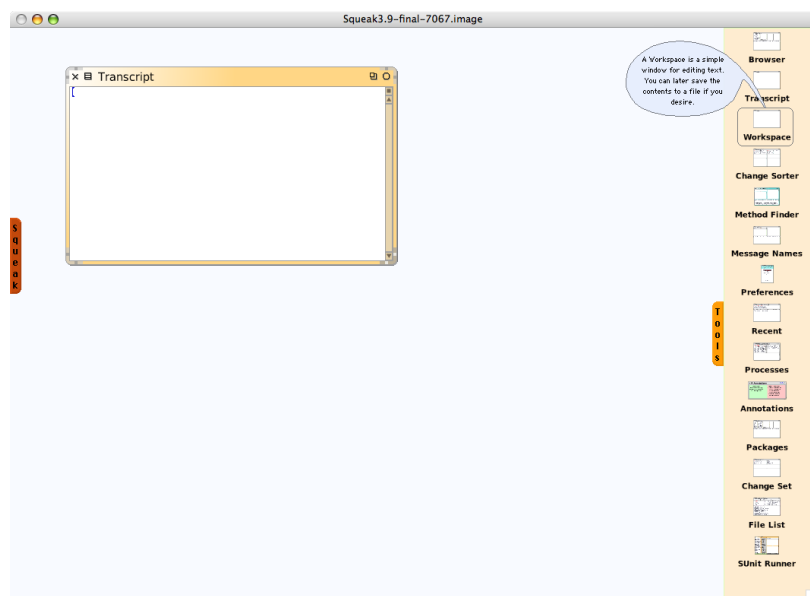 Squeak3.9-final-7067.image
Transcript
A Workspace is a simple
window for editing text.
You can later save the
contents to a file if you
desire.
Squeak
Tools
Browser
Transcript
Workspace
Change Sorter
Method Finder
Message Names
Preferences
Recent
Processes
Annotations
Packages
Change Set
File List
SUnit Runner